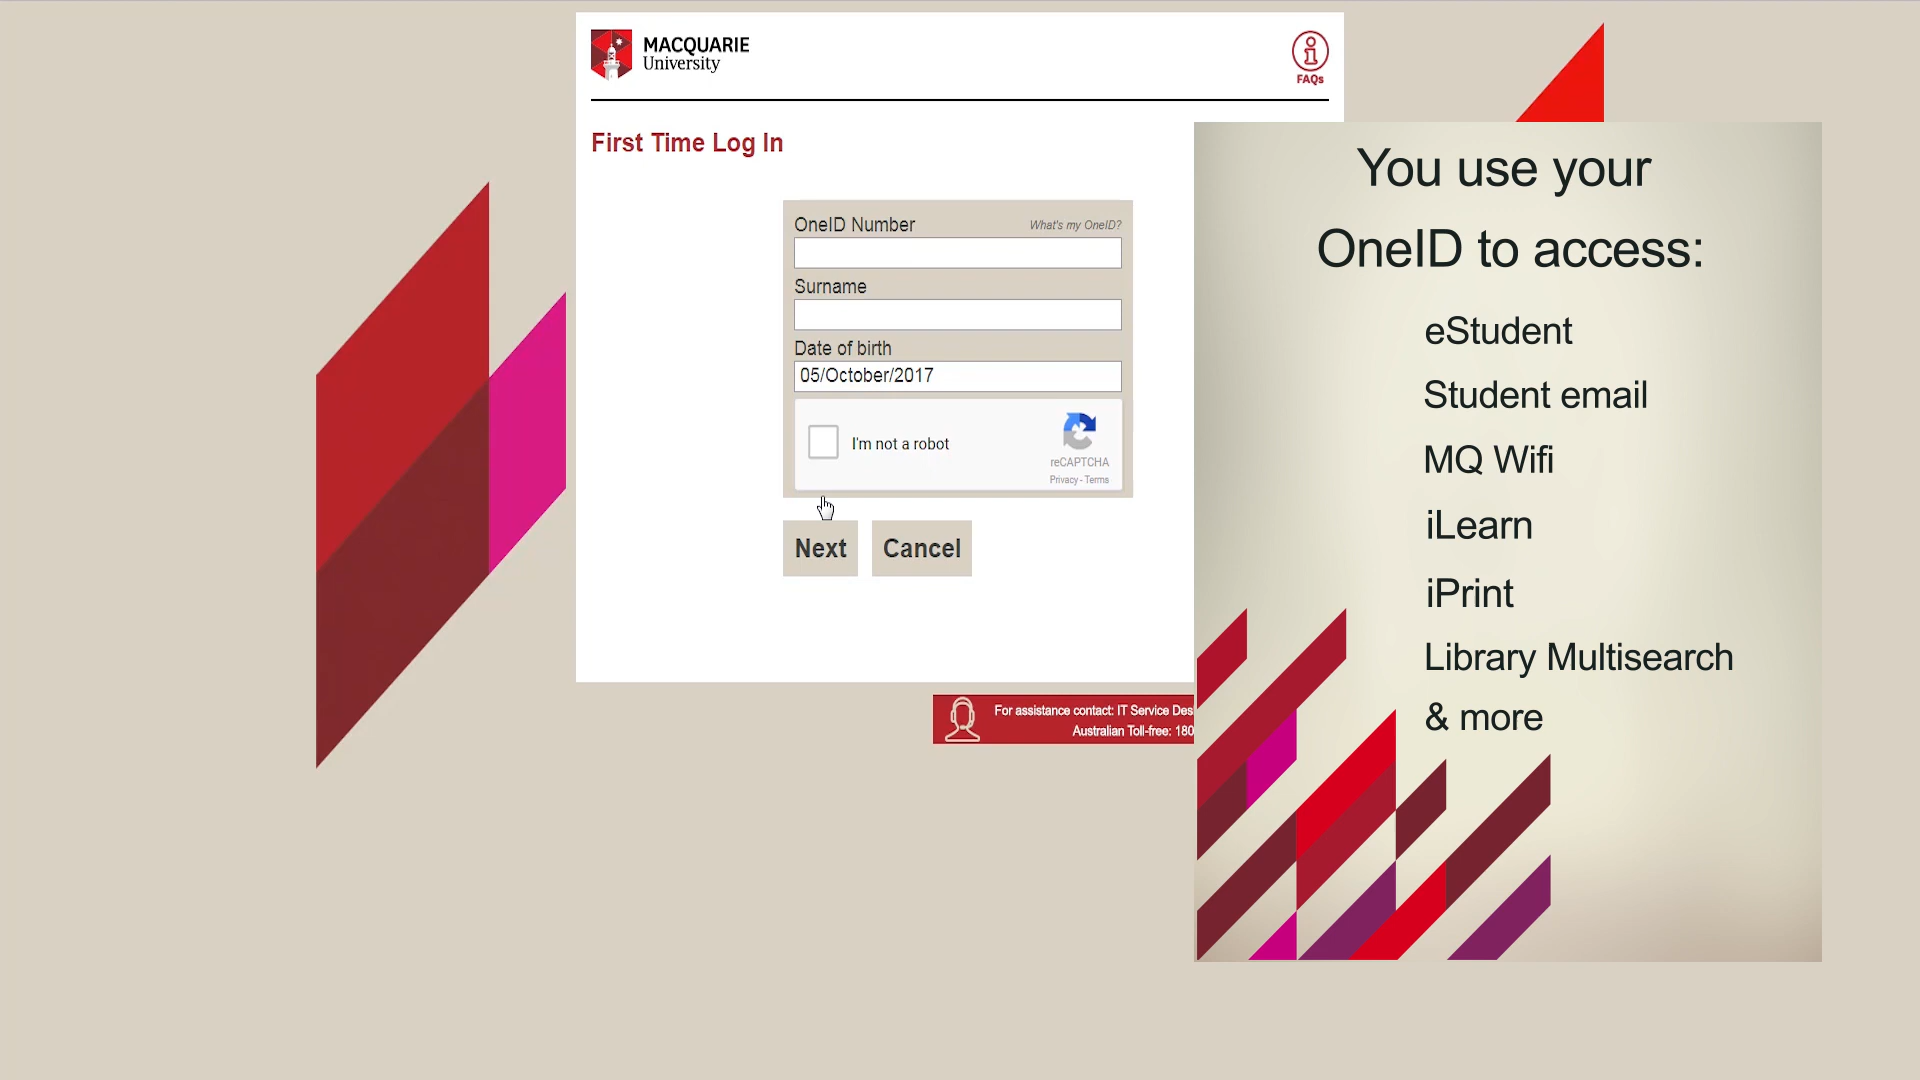 MACQUARIE
University
FAQs
First Time Log In
OneID Number
What's my OneID?
Surname
Date of birth
05/October/2017
I'm not a robot
reCAPTCHA
Privacy - Terms
Next
Cancel
For assistance contact: IT Service Des
Australian Toll-free: 180
You use your
OneID to access:
eStudent
Student email
MQ Wifi
iLearn
iPrint
Library Multisearch
& more